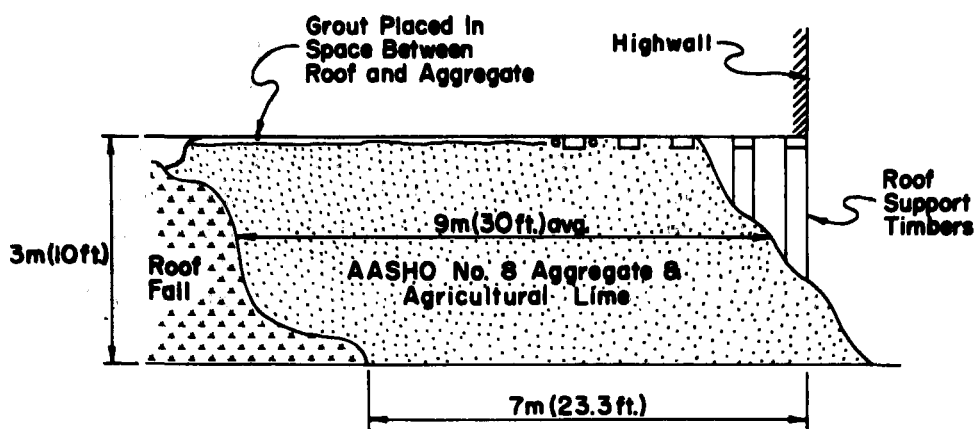 Grout Placed In
Space Between
Roof and Aggregate
Highwall
Roof
Support
Timbers
3m(10ft)
9m(30ft.)avg.
Roof
Fall
AASHO No. 8 Aggregate &
Agricultural Lime
7m(23.3ft.)